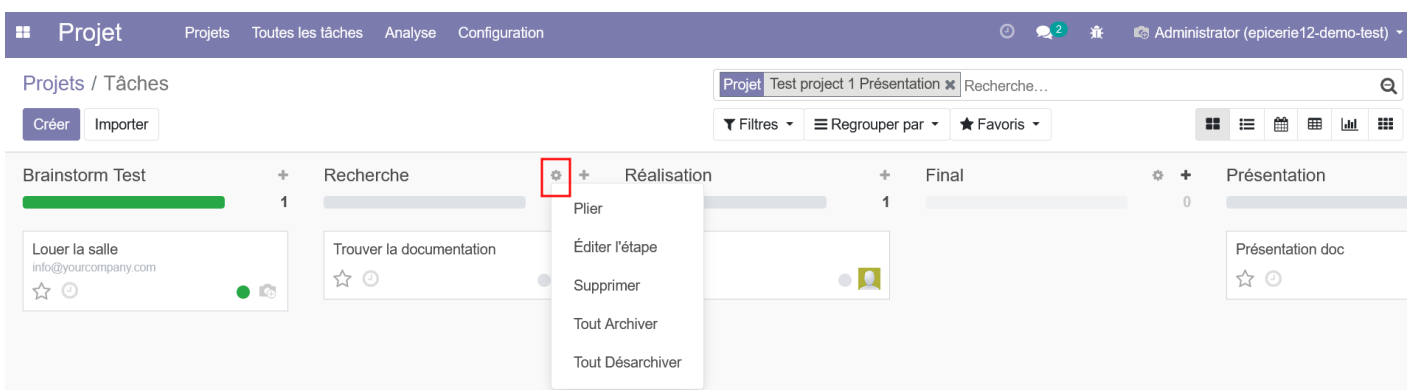 Projet Projets Toutes les tâches Analyse Configuration 2 Administrator (epicerie12-demo-test)
Projets / Tâches
Projet Test project 1 Présentation Recherche...
Créer Importer
Filtres Regrouper par Favoris
Brainstorm Test
1
Recherche
Réalisation
1
Final
0
Présentation
Louer la salle
info@yourcompany.com
Trouver la documentation
Présentation doc
Plier
Éditer l'étape
Supprimer
Tout Archiver
Tout Désarchiver